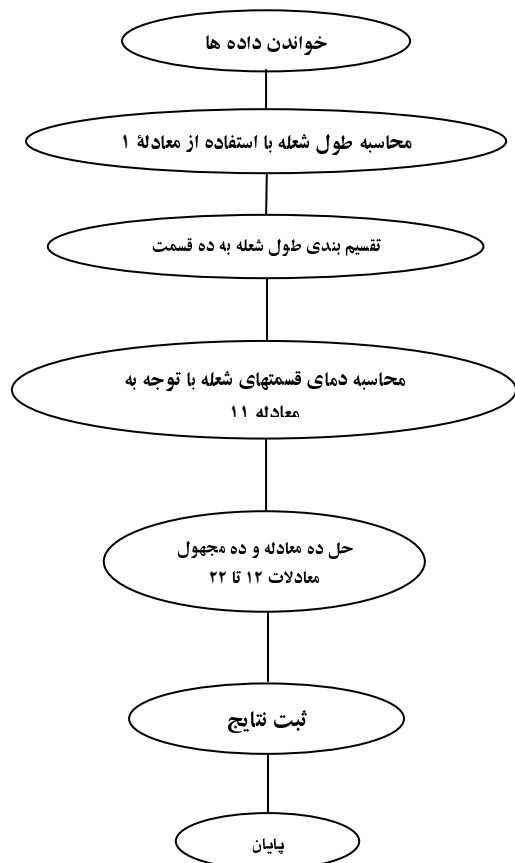 خواندن داده ها
محاسبه طول شعله با استفاده از معادلهٔ ۱
تقسیم بندی طول شعله به ده قسمت
محاسبه دمای قسمتهای شعله با توجه به
معادله ۱۱
حل ده معادله و ده مجهول
معادلات ۱۲ تا ۲۲
ثبت نتایج
پایان